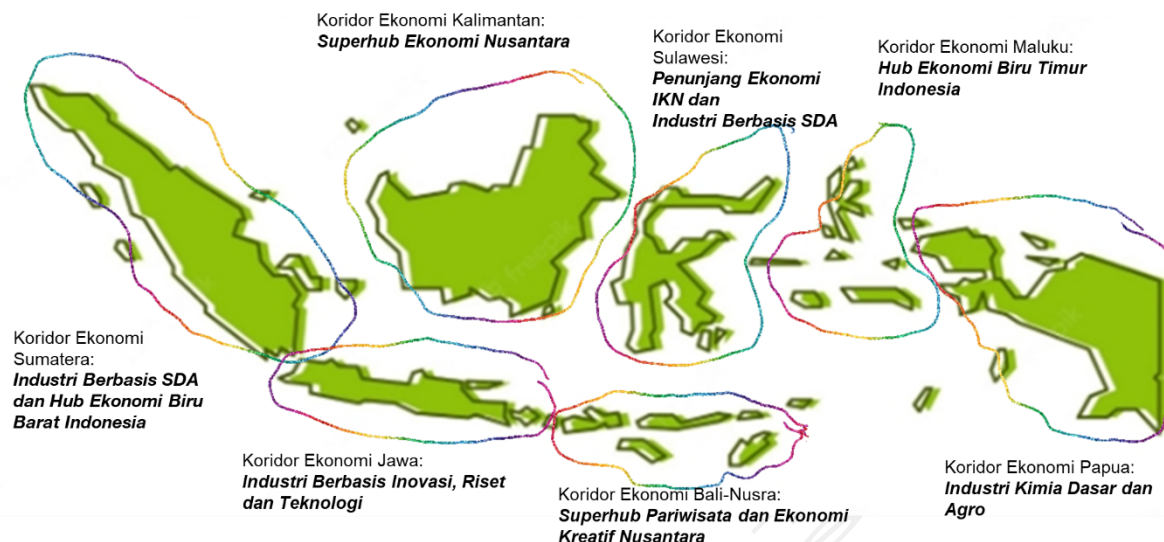 Koridor Ekonomi Kalimantan:
Superhub Ekonomi Nusantara
Koridor Ekonomi
Sulawesi:
Penunjang Ekonomi
IKN dan
Industri Berbasis SDA
Koridor Ekonomi Maluku:
Hub Ekonomi Biru Timur
Indonesia
Koridor Ekonomi
Sumatera:
Industri Berbasis SDA
dan Hub Ekonomi Biru
Barat Indonesia
Koridor Ekonomi Jawa:
Industri Berbasis Inovasi, Riset
dan Teknologi
Koridor Ekonomi Bali-Nusra:
Superhub Pariwisata dan Ekonomi
Kreatif Nusantara
Koridor Ekonomi Papua:
Industri Kimia Dasar dan
Agro